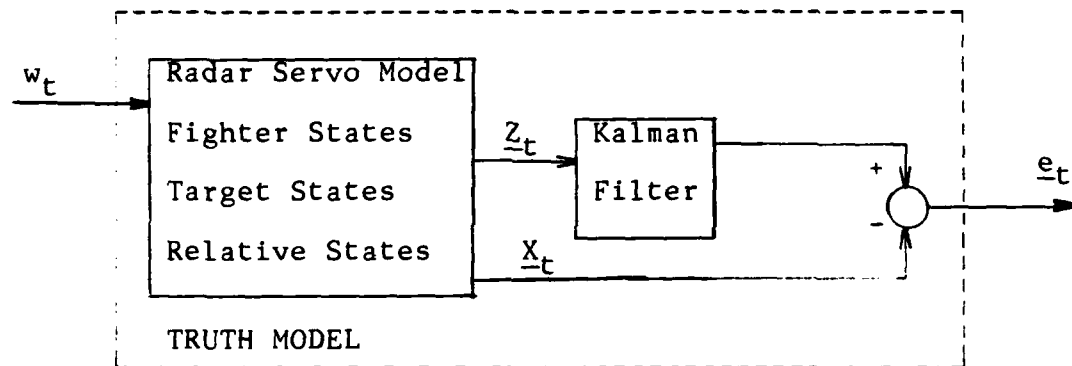 w_t
Radar Servo Model
Fighter States
Target States
Relative States
Z_t
X_t
Kalman
Filter
+
-
e_t
TRUTH MODEL